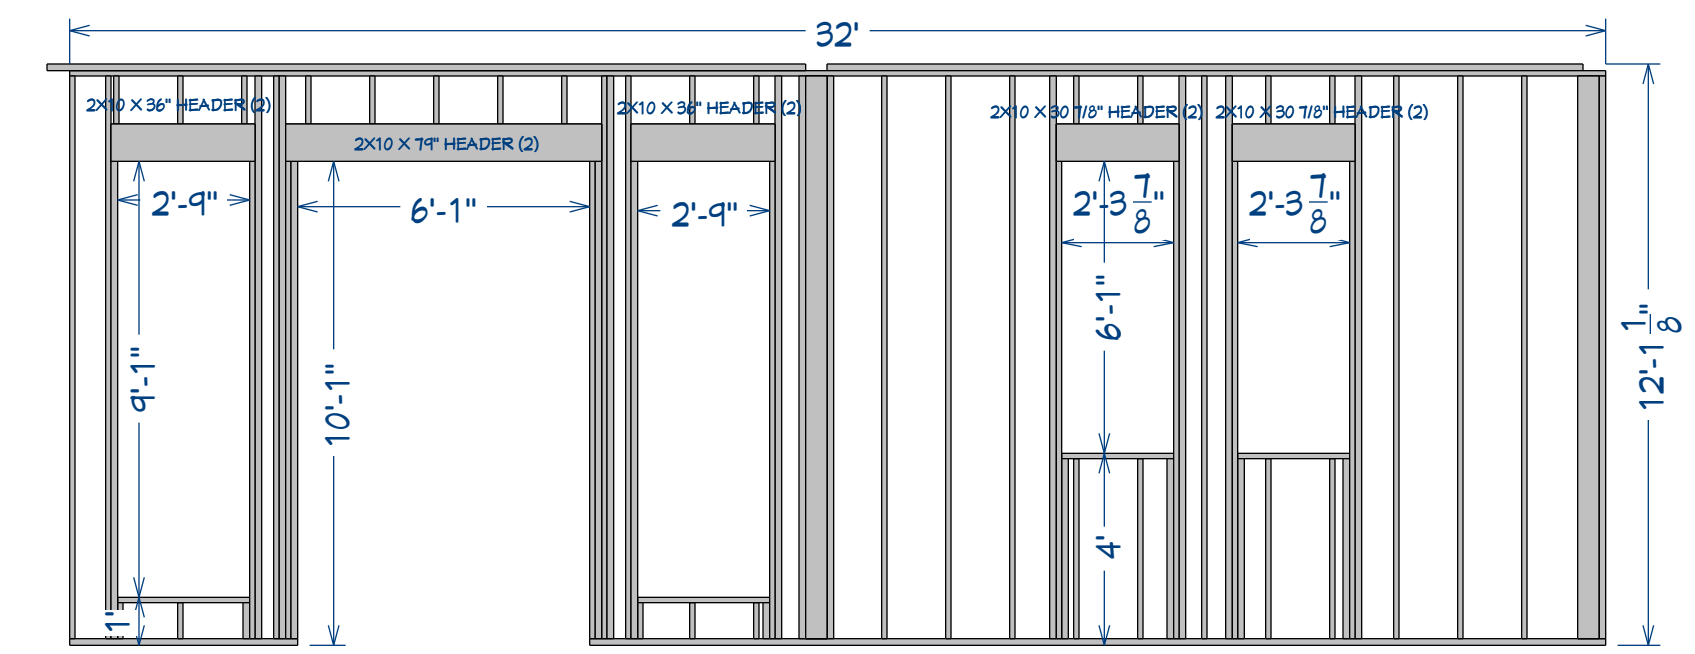 32'
2X10 X 36" HEADER (2)
2X10 X 36" HEADER (2)
2X10 X 30 7/8" HEADER (2)
2X10 X 30 7/8" HEADER (2)
2X10 X 79" HEADER (2)
2'-9"
6'-1"
2'-9"
2'-3 7/8"
2'-3 7/8"
9'-1"
10'-1"
6'-1"
12'-1 1/8"
4'
1"